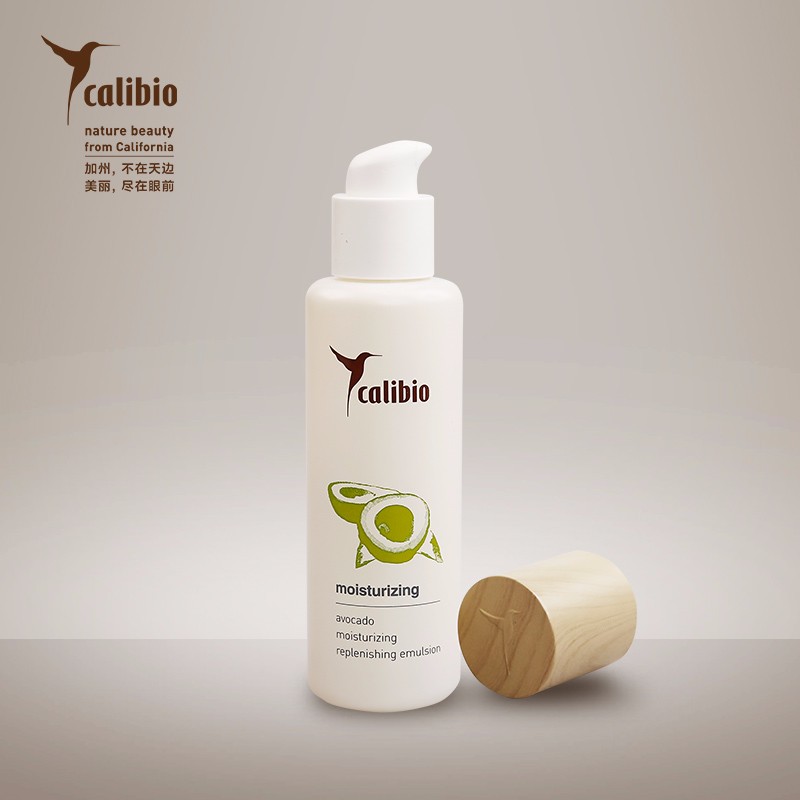 calibio
nature beauty
from California
加州，不在天边
美丽，尽在眼前
calibio
moisturizing
avocado
moisturizing
replenishing emulsion